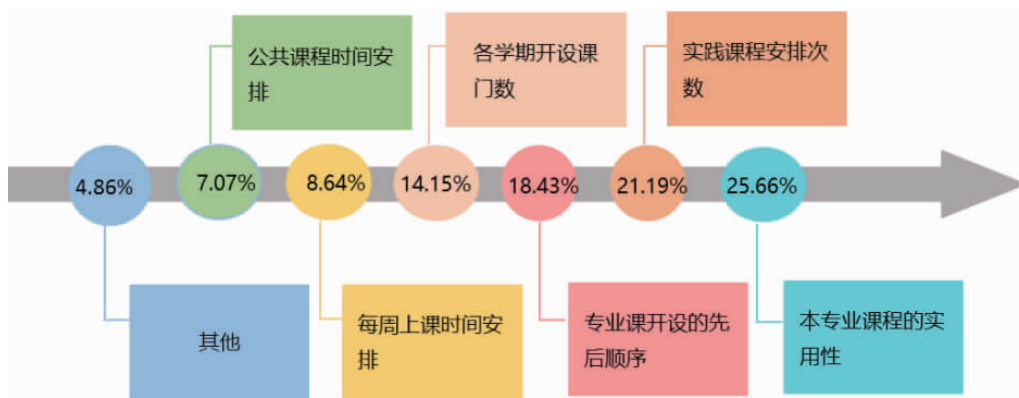 公共课程时间安
排
各学期开设课
门数
实践课程安排次
数
4.86%
7.07%
8.64%
14.15%
18.43%
21.19%
25.66%
其他
每周上课时间安
排
专业课开设的先
后顺序
本专业课程的实
用性